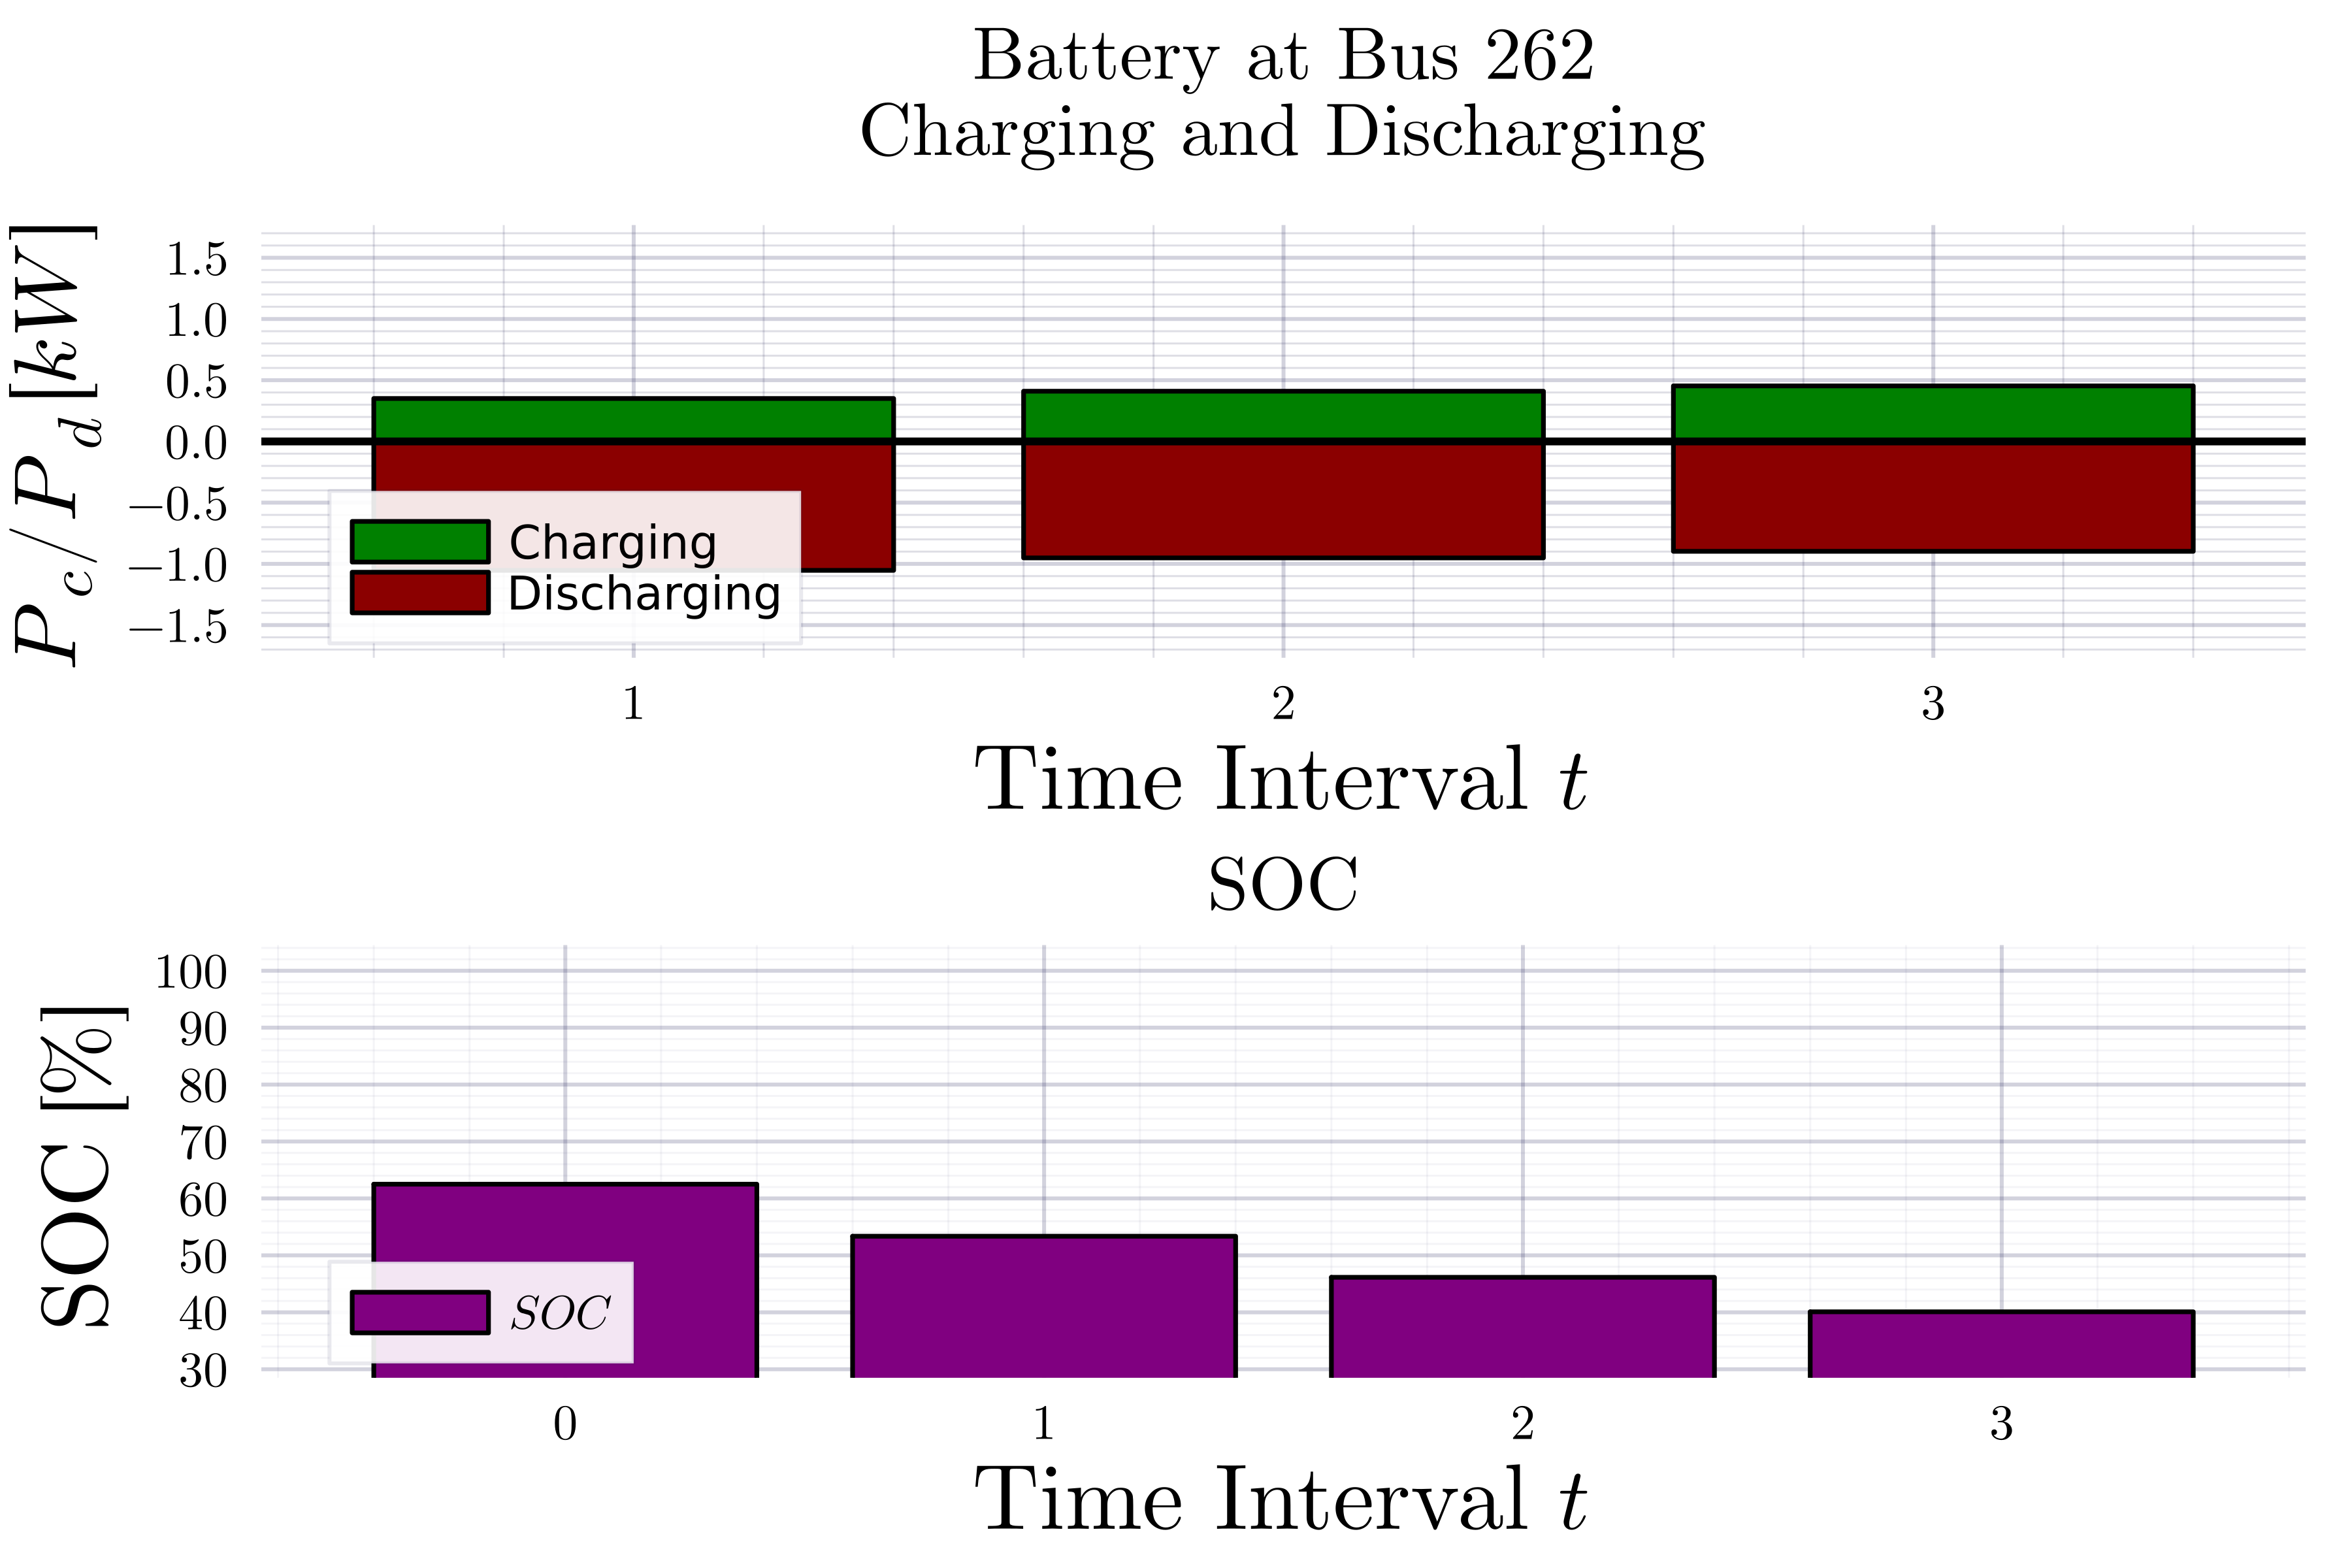 Battery at Bus 262
Charging and Discharging
P_c / P_d [kW]
1.5
1.0
0.5
0.0
−0.5
−1.0
−1.5
Charging
Discharging
1 2 3
Time Interval t
SOC
SOC [%]
100
90
80
70
60
50
40
30
SOC
0 1 2 3
Time Interval t